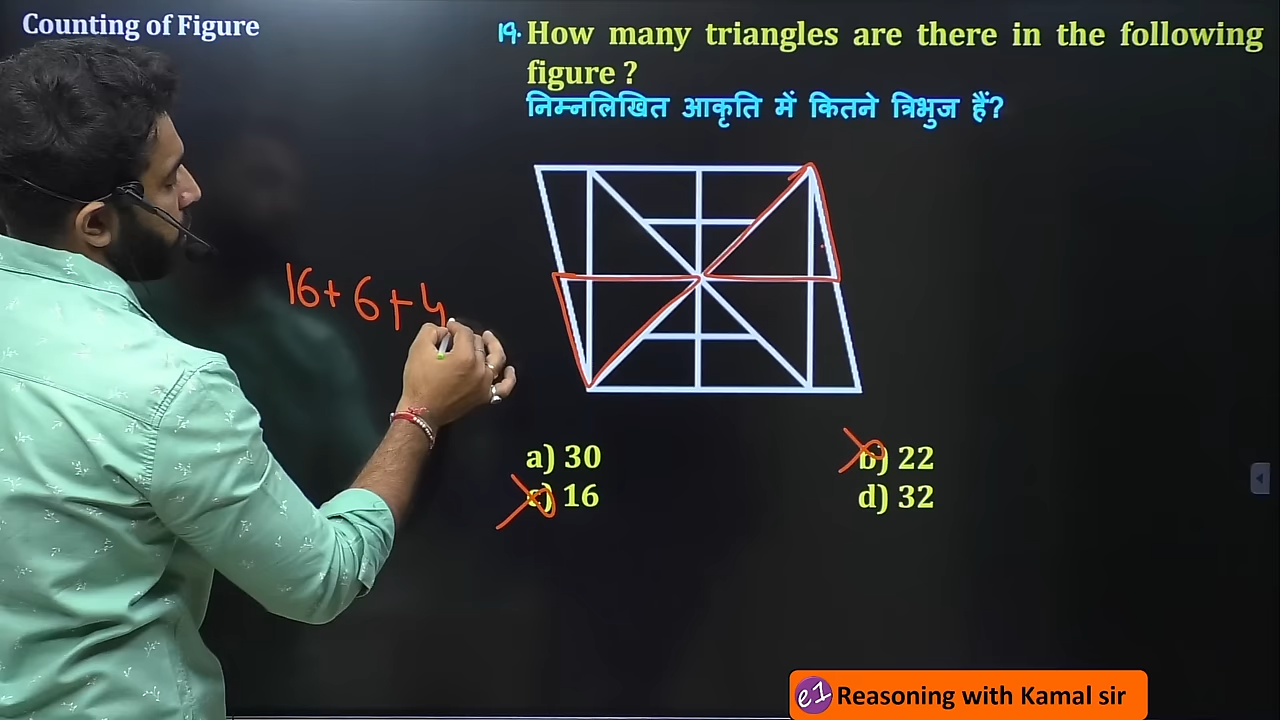 Counting of Figure
19. How many triangles are there in the following
figure ?
निम्नलिखित आकृति में कितने त्रिभुज हैं?
16+6+4
a) 30
b) 22
c) 16
d) 32
e1 Reasoning with Kamal sir